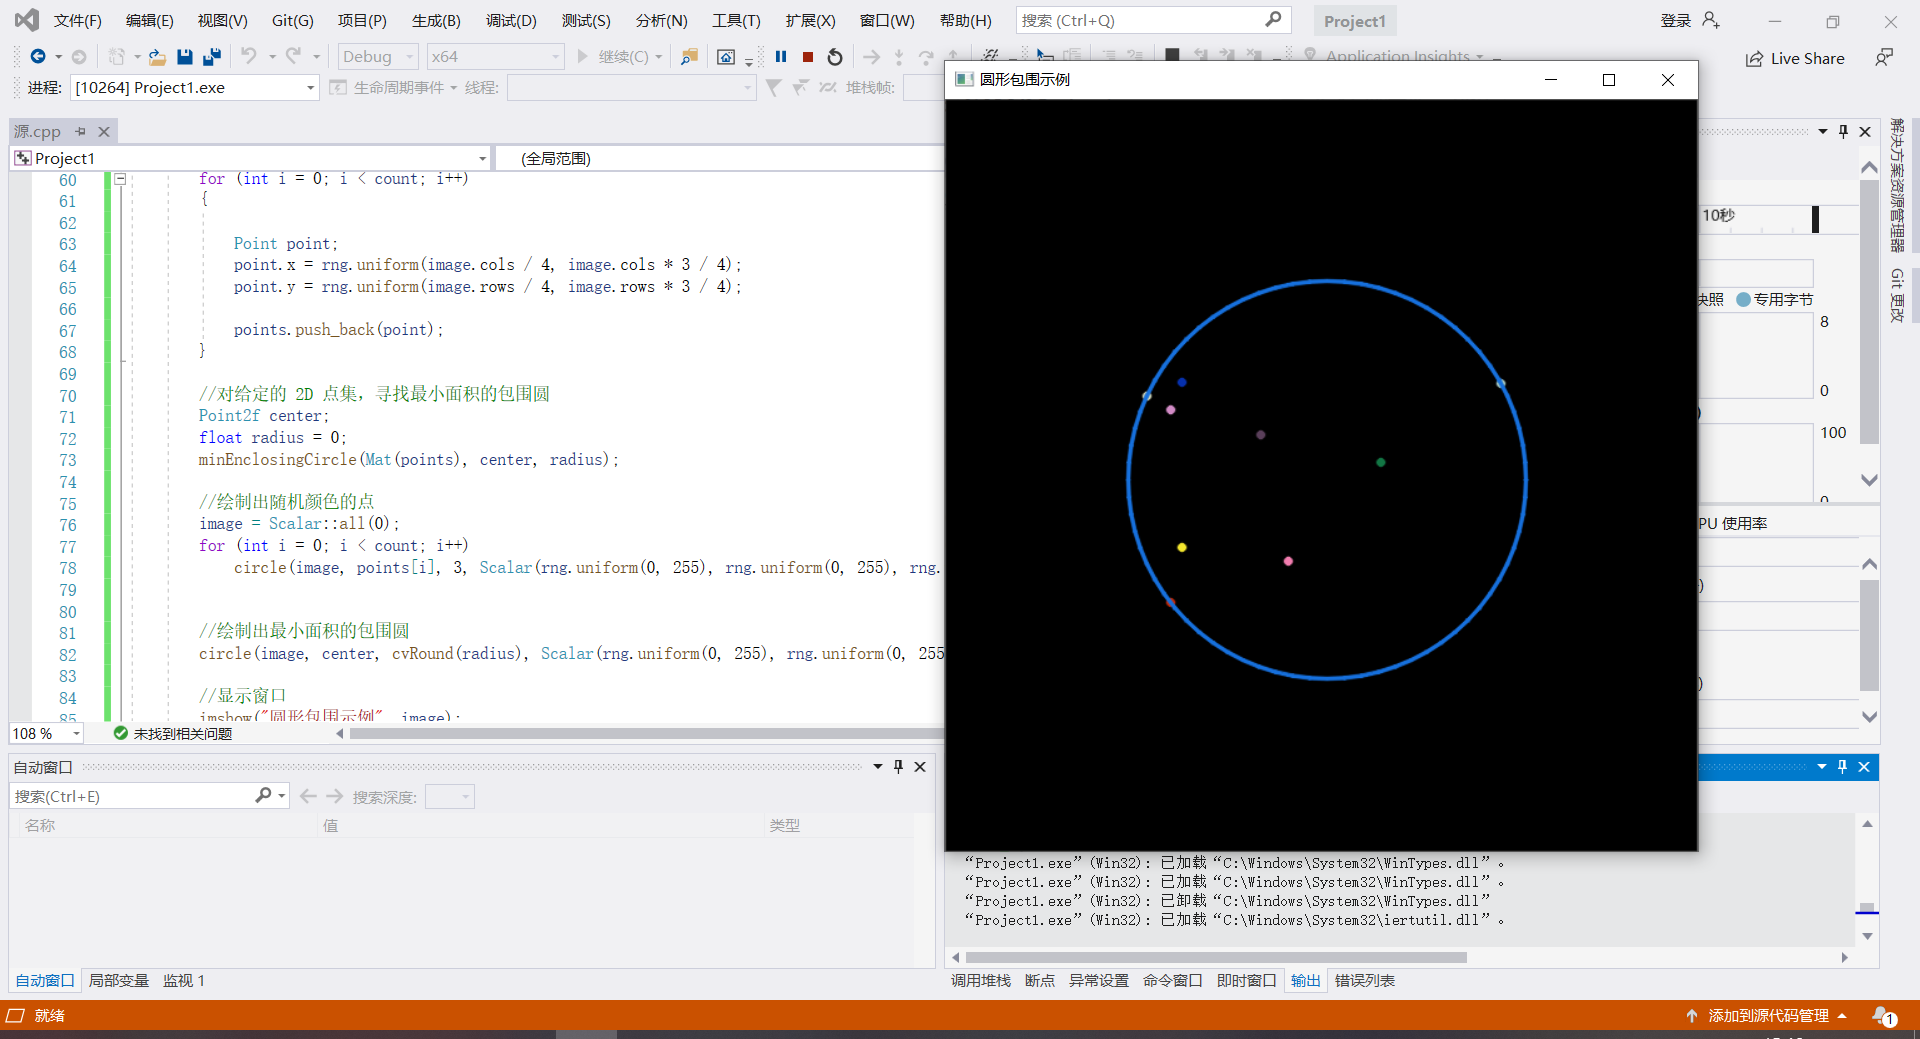 文件(F) 编辑(E) 视图(V) Git(G) 项目(P) 生成(B) 调试(D) 测试(S) 分析(N) 工具(T) 扩展(X) 窗口(W) 帮助(H) 搜索 (Ctrl+Q) Project1 登录
Debug x64 继续(C) Application Insights Live Share
进程: [10264] Project1.exe 生命周期事件 线程: 堆栈帧:
源.cpp
Project1 (全局范围)
60 for (int i = 0; i < count; i++)
61 {
62
63 Point point;
64 point.x = rng.uniform(image.cols / 4, image.cols * 3 / 4);
65 point.y = rng.uniform(image.rows / 4, image.rows * 3 / 4);
66
67 points.push_back(point);
68 }
69
70 //对给定的 2D 点集，寻找最小面积的包围圆
71 Point2f center;
72 float radius = 0;
73 minEnclosingCircle(Mat(points), center, radius);
74
75 //绘制出随机颜色的点
76 image = Scalar::all(0);
77 for (int i = 0; i < count; i++)
78 circle(image, points[i], 3, Scalar(rng.uniform(0, 255), rng.uniform(0, 255), rng.
79
80
81 //绘制出最小面积的包围圆
82 circle(image, center, cvRound(radius), Scalar(rng.uniform(0, 255), rng.uniform(0, 255
83
84 //显示窗口
85 imshow("圆形包围示例", image);
108 % 未找到相关问题
圆形包围示例
10秒
快照 专用字节
8
0
100
0
PU 使用率
解决方案资源管理器
Git 更改
自动窗口
搜索(Ctrl+E) 搜索深度:
名称 值 类型
自动窗口 局部变量 监视 1
“Project1.exe” (Win32): 已加载 “C:\Windows\System32\WinTypes.dll”。
“Project1.exe” (Win32): 已加载 “C:\Windows\System32\WinTypes.dll”。
“Project1.exe” (Win32): 已卸载 “C:\Windows\System32\WinTypes.dll”
“Project1.exe” (Win32): 已加载 “C:\Windows\System32\iertutil.dll”。
调用堆栈 断点 异常设置 命令窗口 即时窗口 输出 错误列表
就绪 添加到源代码管理 1